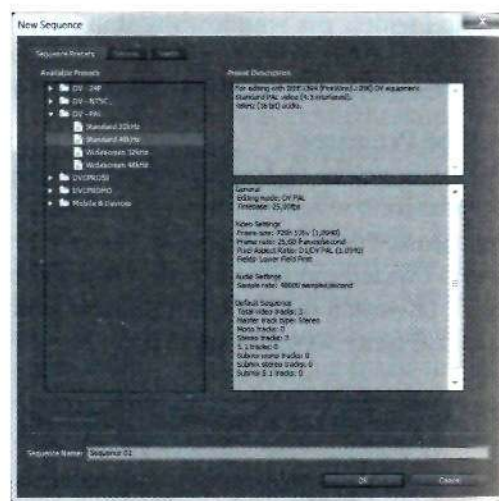 New Sequence
Sequence Presets
Available Presets
DV - 24P
DV - NTSC
DV - PAL
Standard 32kHz
Standard 48kHz
Widescreen 32kHz
Widescreen 48kHz
DVCPRO50
DVCPROHD
Mobile & Devices
Preset Description
For editing with IEEE1394 (FireWire/i.LINK) DV equipment.
Standard PAL video (4:3 interlaced).
48kHz (16 bit) audio.
General
Editing mode: DV PAL
Timebase: 25,00fps
Video Settings
Frame size: 720h 576v (1,0940)
Frame rate: 25,00 frames/second
Pixel Aspect Ratio: D1/DV PAL (1,0940)
Fields: Lower Field First
Audio Settings
Sample rate: 48000 samples/second
Default Sequence
Total video tracks: 3
Master track type: Stereo
Mono tracks: 0
Stereo tracks: 3
5.1 tracks: 0
Submix mono tracks: 0
Submix stereo tracks: 0
Submix 5.1 tracks: 0
Sequence Name: Sequence 01
OK
Cancel